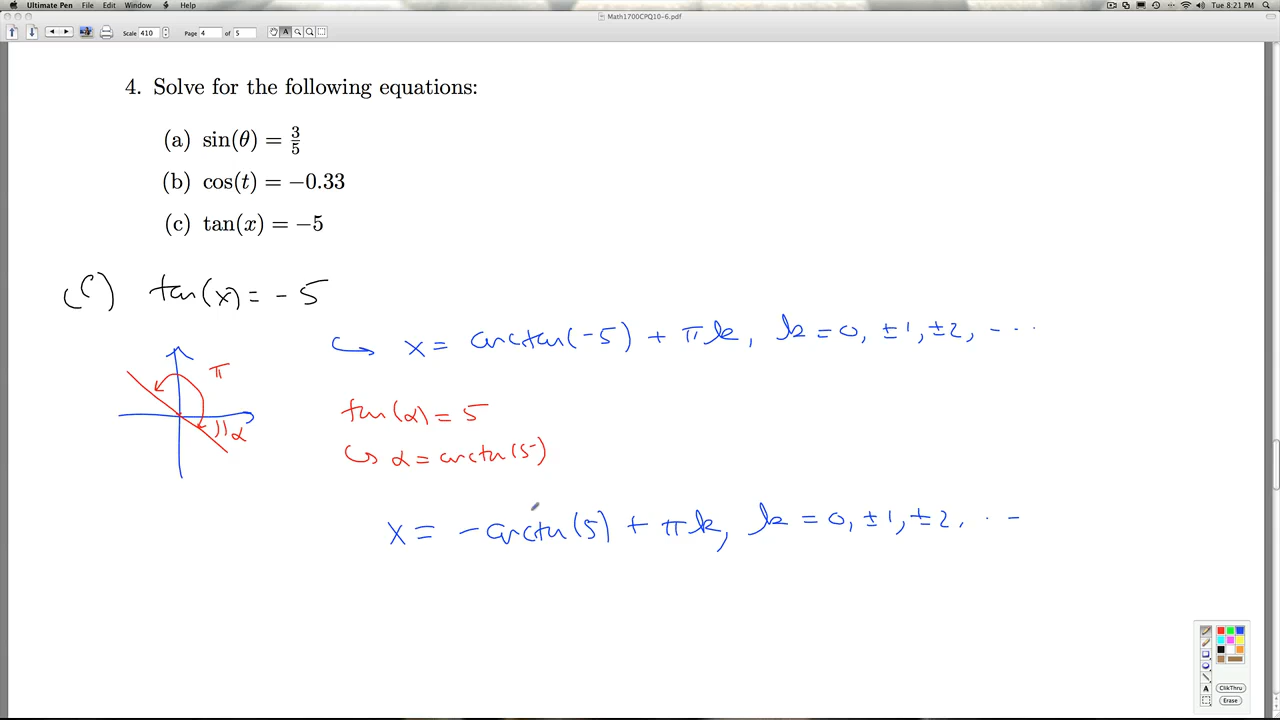 Ultimate Pen File Edit Window Help Tue 8:21 PM
Math1700CPQ10-6.pdf
Scale 410 Page 4 of 5
4. Solve for the following equations:
(a) sin(θ) = 3/5
(b) cos(t) = −0.33
(c) tan(x) = −5
(c) tan(x) = - 5
↪ x = arctan(-5) + πk, k = 0, ±1, ±2, ...
π
α
tan(α) = 5
↪ α = arctan(5)
x = - arctan(5) + πk, k = 0, ±1, ±2, ...
A
ClikThru
Erase